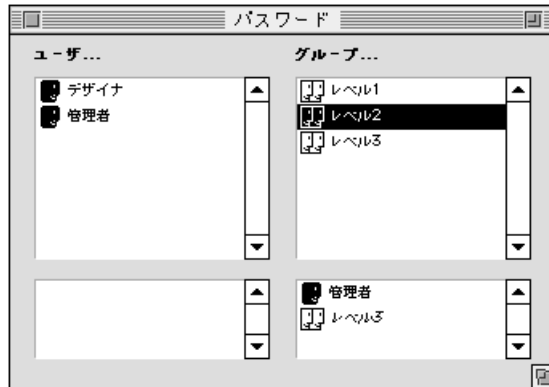 パスワード
ユーザ...
グループ...
デザイナ
管理者
レベル1
レベル2
レベル3
管理者
レベル3